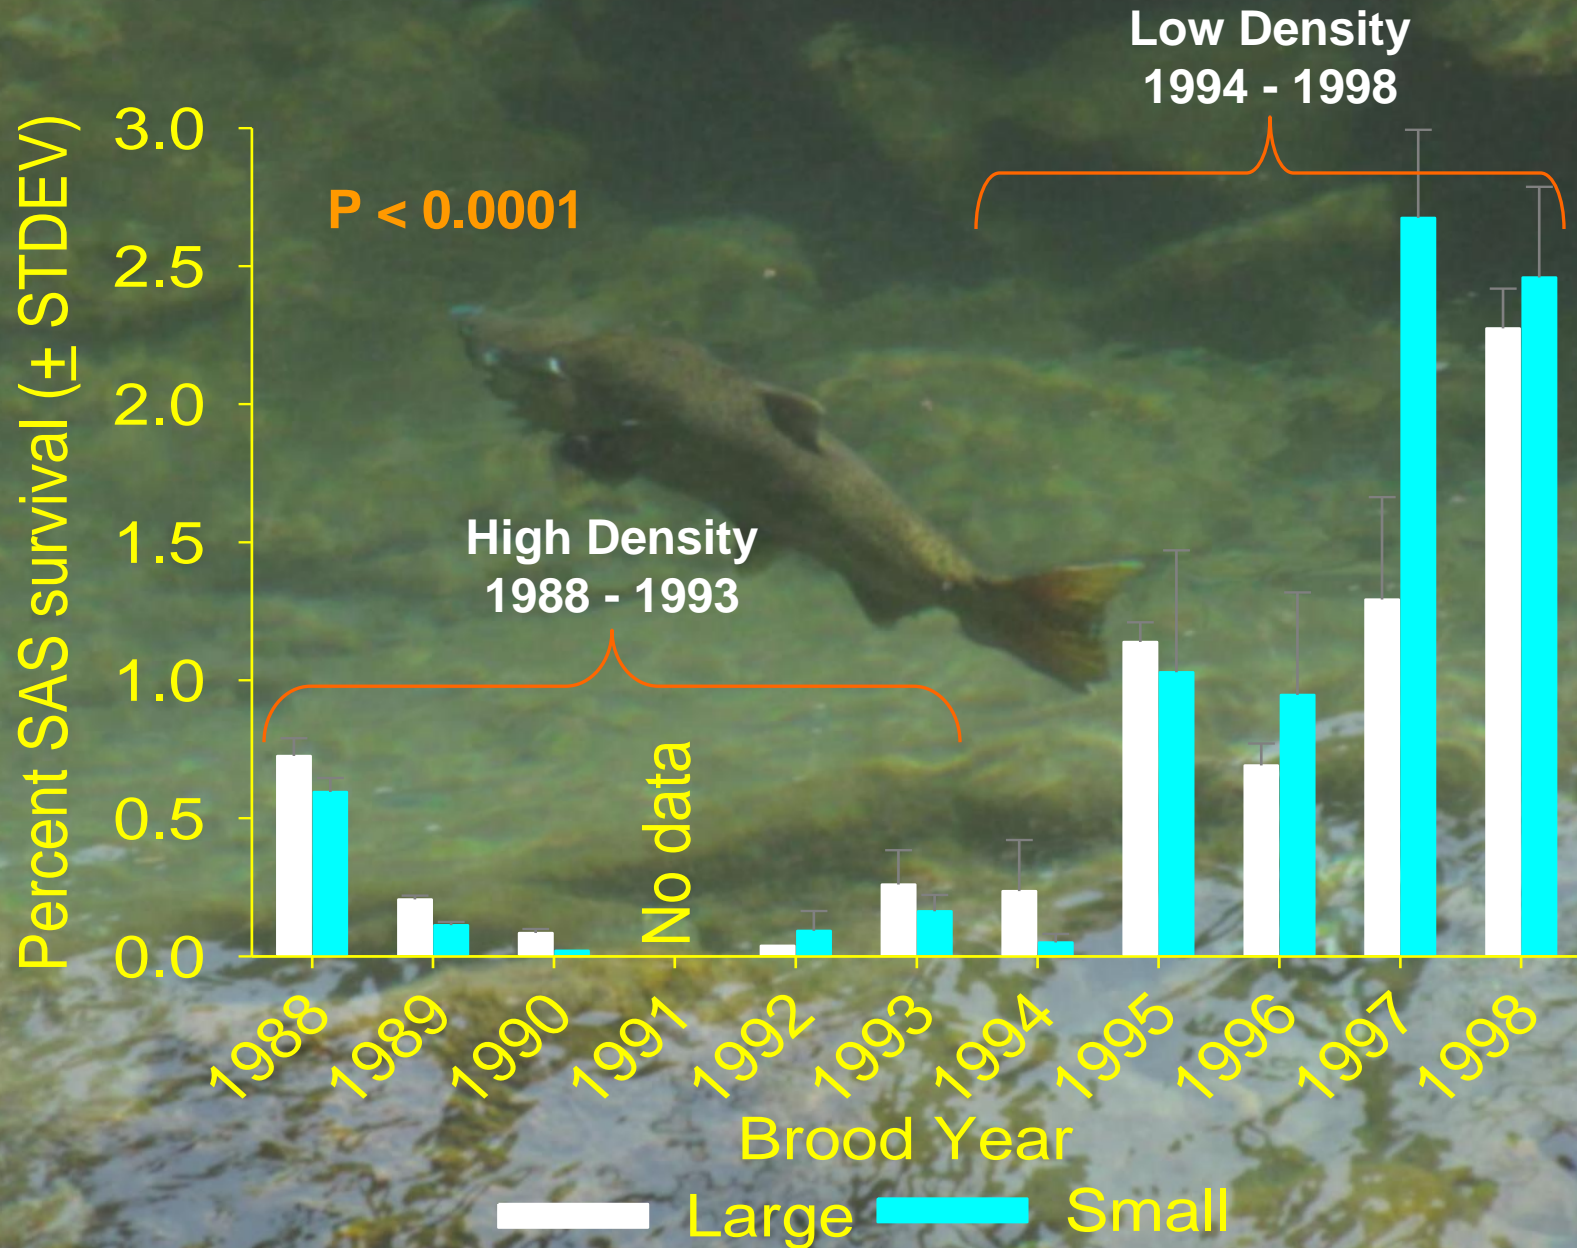 Low Density
1994 - 1998
Percent SAS survival (± STDEV)
3.0
2.5
2.0
1.5
1.0
0.5
0.0
P < 0.0001
High Density
1988 - 1993
No data
1988
1989
1990
1991
1992
1993
1994
1995
1996
1997
1998
Brood Year
Large
Small